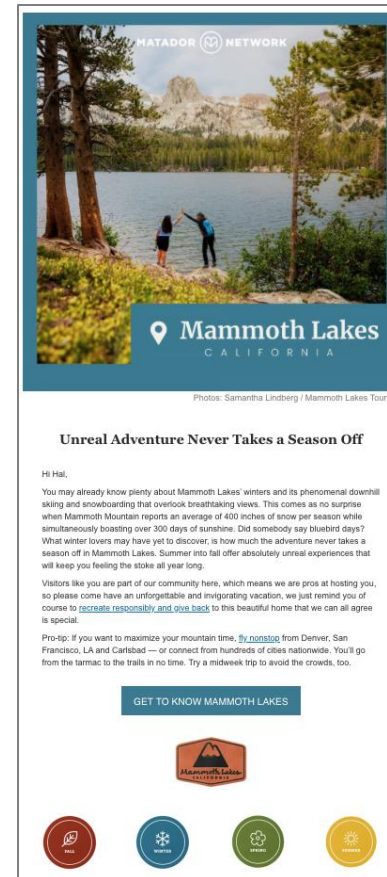 MATADOR NETWORK
Mammoth Lakes
CALIFORNIA
Photos: Samantha Lindberg / Mammoth Lakes Tour
Unreal Adventure Never Takes a Season Off
Hi Hal,
You may already know plenty about Mammoth Lakes' winters and its phenomenal downhill
skiing and snowboarding that overlook breathtaking views. This comes as no surprise
when Mammoth Mountain reports an average of 400 inches of snow per season while
simultaneously boasting over 300 days of sunshine. Did somebody say bluebird days?
What winter lovers may have yet to discover, is how much the adventure never takes a
season off in Mammoth Lakes. Summer into fall offer absolutely unreal experiences that
will keep you feeling the stoke all year long.
Visitors like you are part of our community here, which means we are pros at hosting you,
so please come have an unforgettable and invigorating vacation, we just remind you of
course to recreate responsibly and give back to this beautiful home that we can all agree
is special.
Pro-tip: If you want to maximize your mountain time, fly nonstop from Denver, San
Francisco, LA and Carlsbad — or connect from hundreds of cities nationwide. You'll go
from the tarmac to the trails in no time. Try a midweek trip to avoid the crowds, too.
GET TO KNOW MAMMOTH LAKES
Mammoth Lakes
CALIFORNIA
FALL
WINTER
SPRING
SUMMER